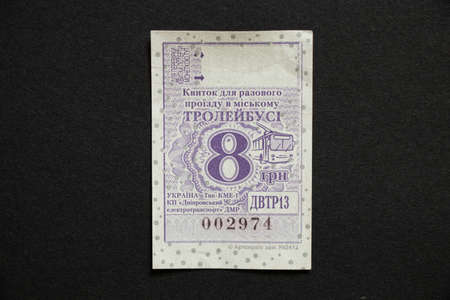 Квиток для разового
проїзду в міському
ТРОЛЕЙБУСІ
8
грн
УКРАЇНА
КП «Дніпровський
електротранспорт» ДМР
ДВТР13
002974